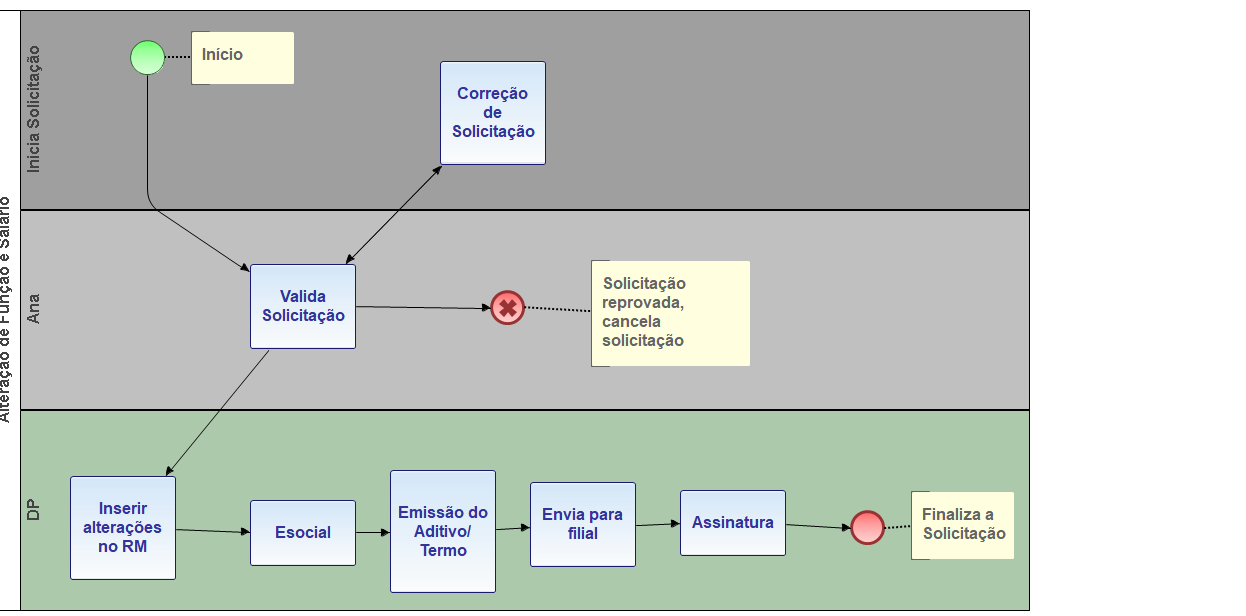 Alteração de Função e Salário
Inicia Solicitação
Início
Correção
de
Solicitação
Ana
Valida
Solicitação
Solicitação
reprovada,
cancela
solicitação
DP
Inserir
alterações
no RM
Esocial
Emissão do
Aditivo/
Termo
Envia para
filial
Assinatura
Finaliza a
Solicitação